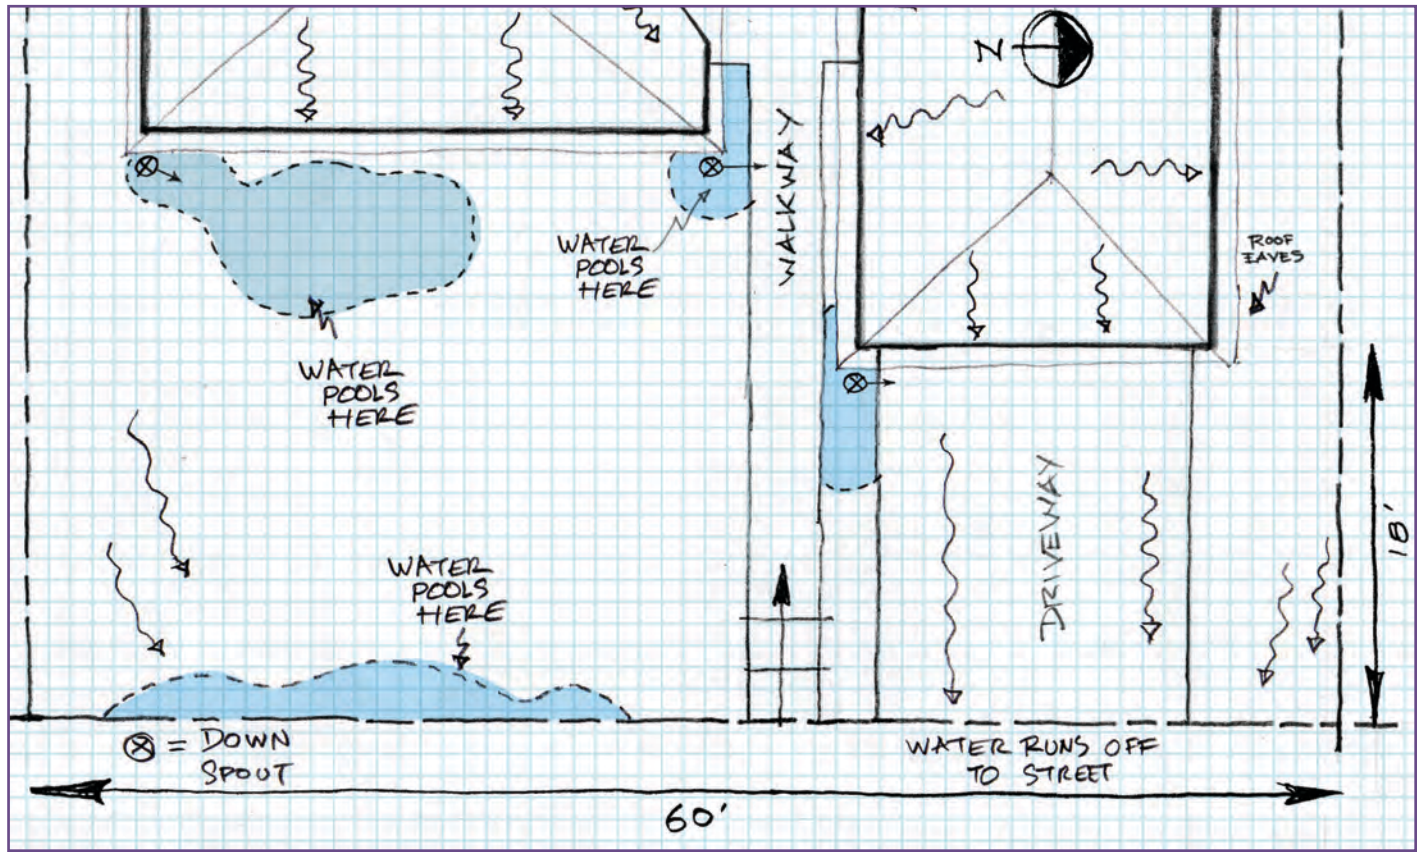 N
WALKWAY
ROOF
EAVES
WATER
POOLS
HERE
WATER
POOLS
HERE
WATER
POOLS
HERE
DRIVEWAY
18'
⊗ = DOWN
SPOUT
WATER RUNS OFF
TO STREET
60'